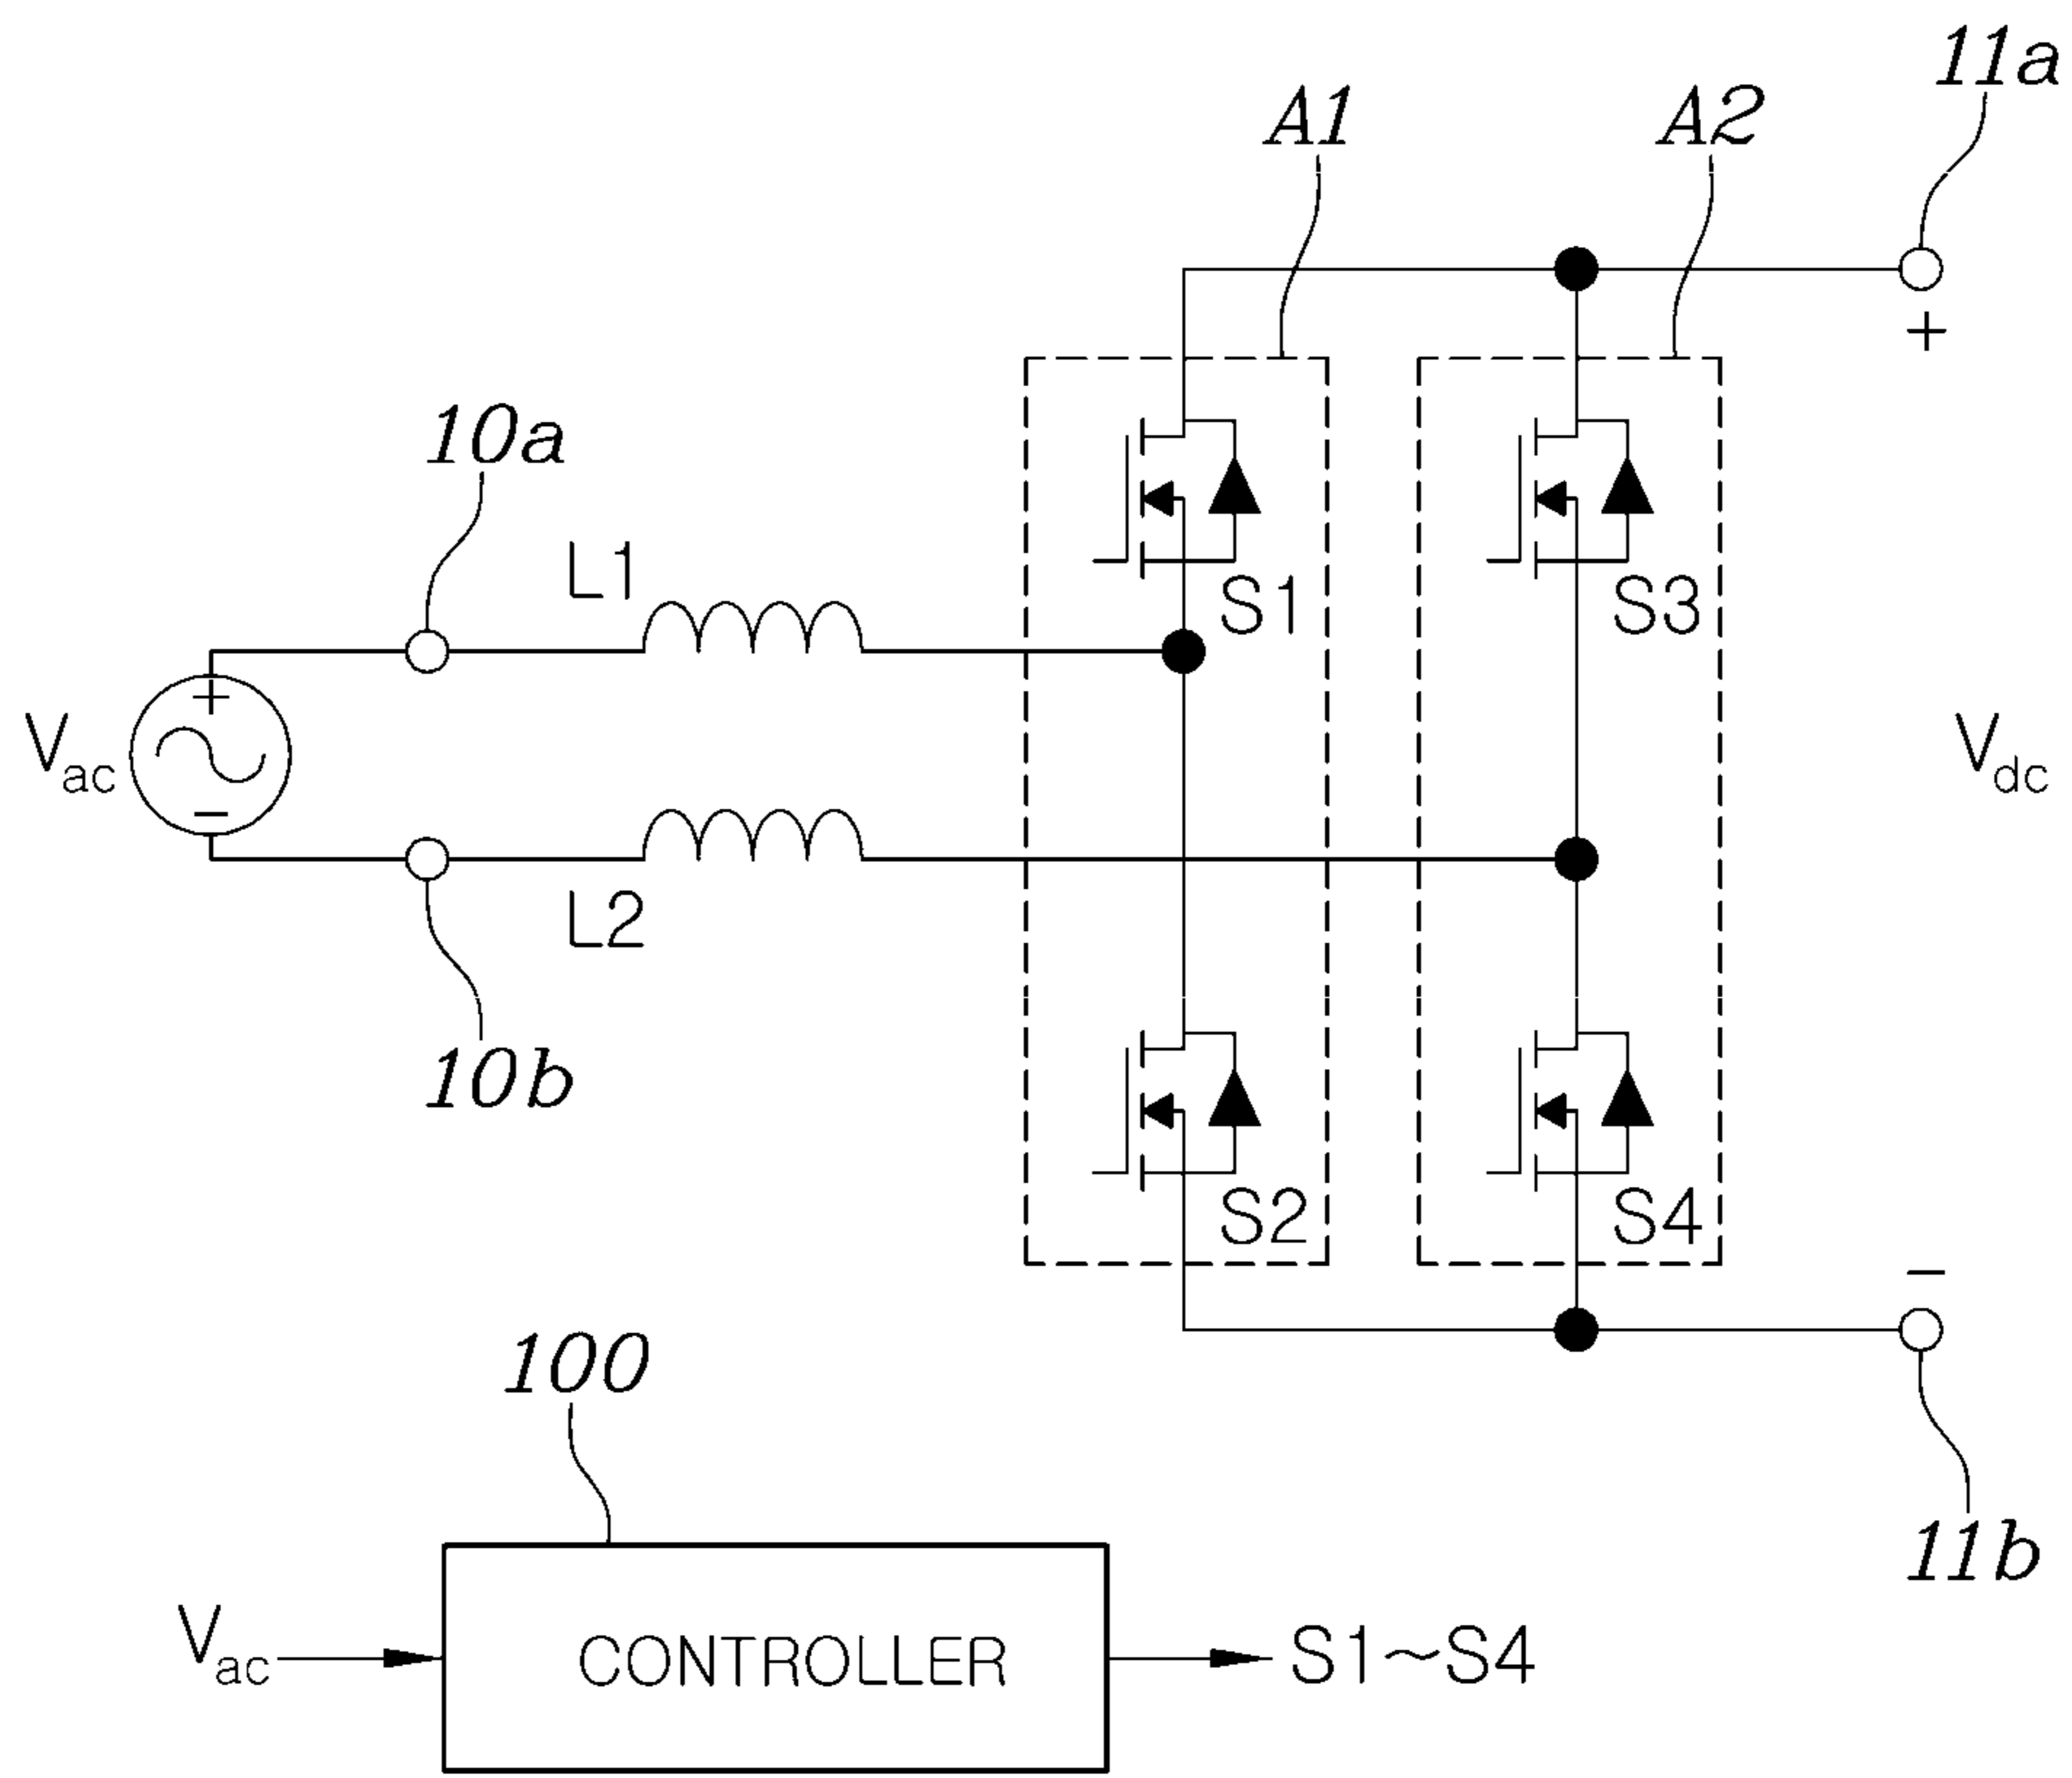 11a
A1
A2
+
10a
L1
S1
S3
+
Vac
Vdc
−
L2
10b
S2
S4
−
100
11b
Vac
CONTROLLER
S1~S4